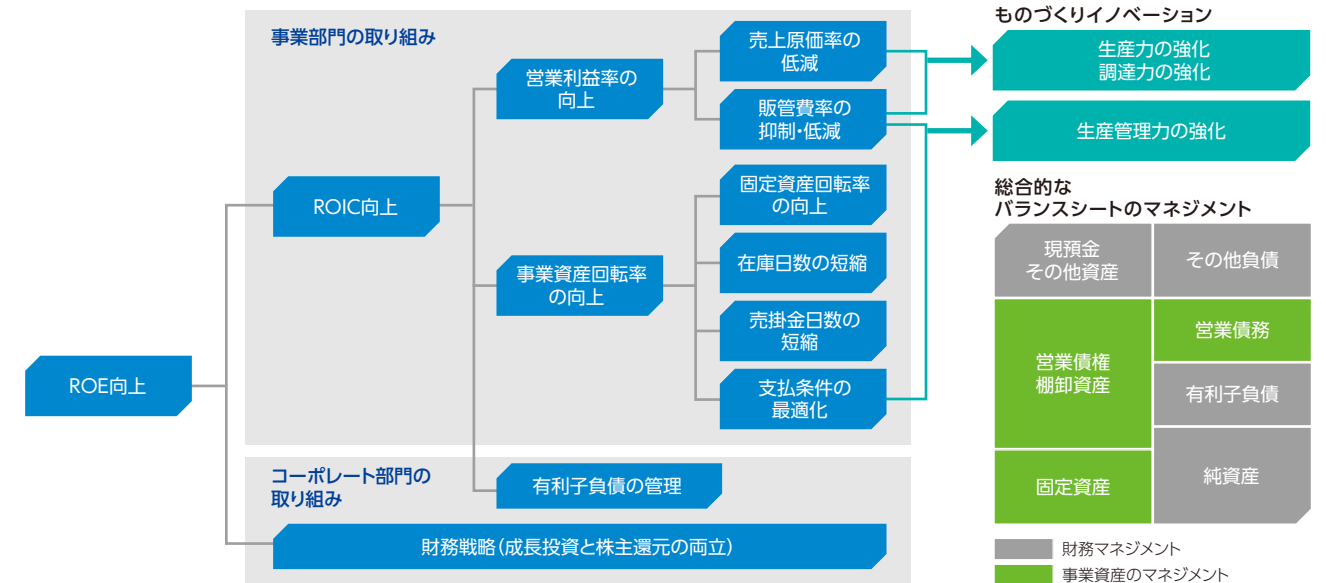 事業部門の取り組み
ROE向上
ROIC向上
営業利益率の
向上
売上原価率の
低減
販管費率の
抑制・低減
事業資産回転率
の向上
固定資産回転率
の向上
在庫日数の短縮
売掛金日数の
短縮
支払条件の
最適化
コーポレート部門の
取り組み
有利子負債の管理
財務戦略（成長投資と株主還元の両立）
ものづくりイノベーション
生産力の強化
調達力の強化
生産管理力の強化
総合的な
バランスシートのマネジメント
現預金
その他資産
その他負債
営業債権
棚卸資産
営業債務
有利子負債
固定資産
純資産
財務マネジメント
事業資産のマネジメント